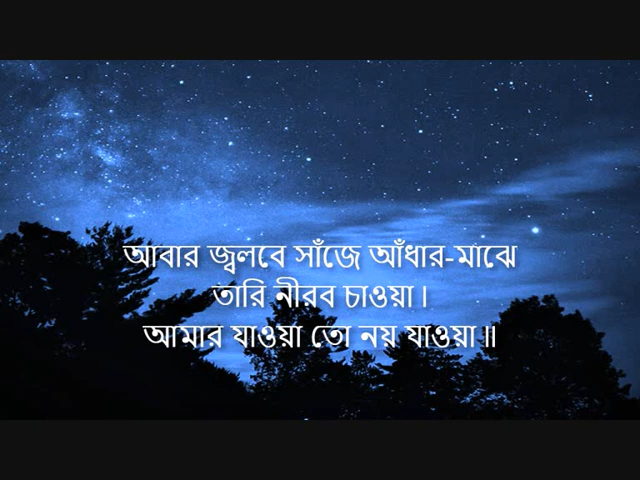 আবার জ্বলবে সাঁজে আঁধার-মাঝে
তারি নীরব চাওয়া।
আমার যাওয়া তো নয় যাওয়া॥